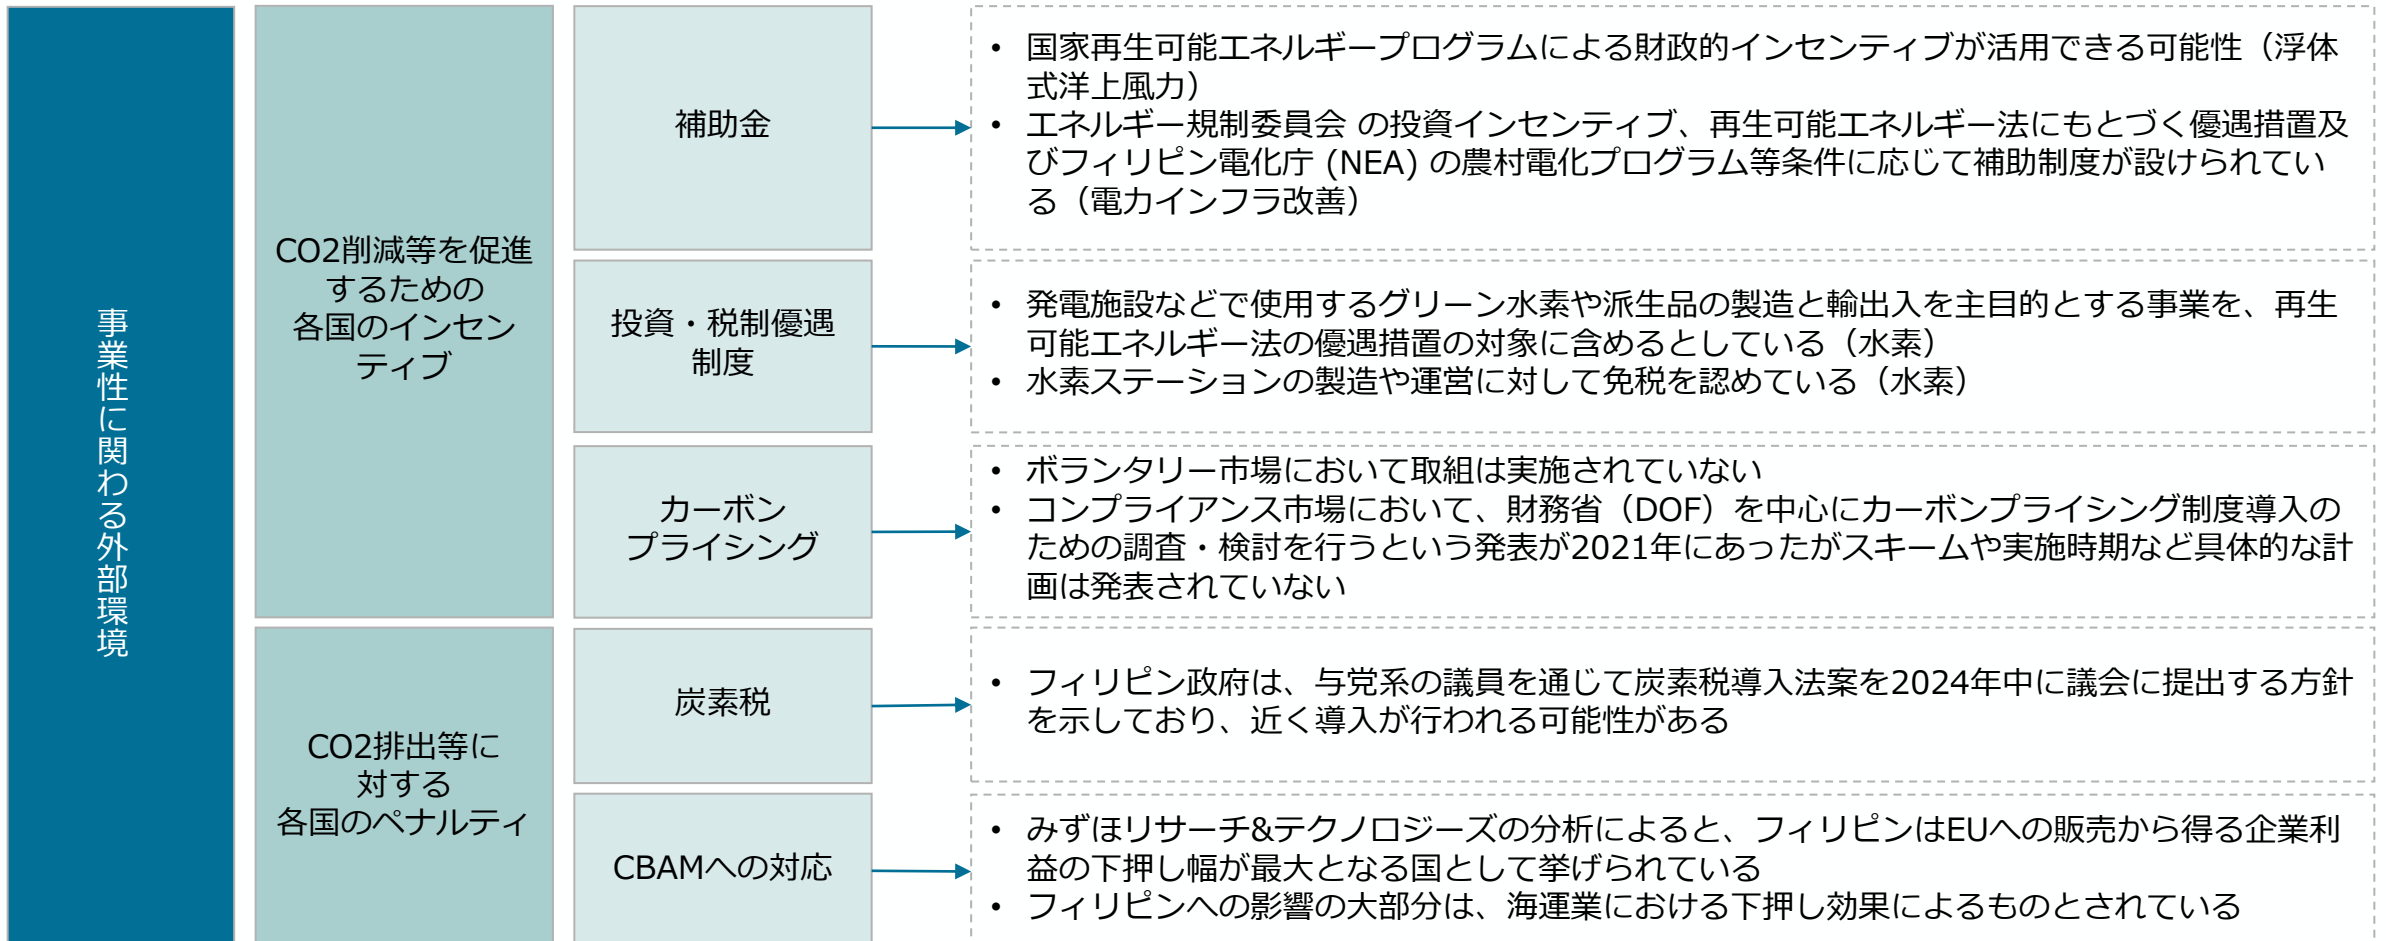 事業性に関わる外部環境
CO2削減等を促進
するための
各国のインセン
ティブ
補助金
• 国家再生可能エネルギープログラムによる財政的インセンティブが活用できる可能性（浮体
式洋上風力）
• エネルギー規制委員会 の投資インセンティブ、再生可能エネルギー法にもとづく優遇措置及
びフィリピン電化庁 (NEA) の農村電化プログラム等条件に応じて補助制度が設けられてい
る（電力インフラ改善）
投資・税制優遇
制度
• 発電施設などで使用するグリーン水素や派生品の製造と輸出入を主目的とする事業を、再生
可能エネルギー法の優遇措置の対象に含めるとしている（水素）
• 水素ステーションの製造や運営に対して免税を認めている（水素）
カーボン
プライシング
• ボランタリー市場において取組は実施されていない
• コンプライアンス市場において、財務省（DOF）を中心にカーボンプライシング制度導入の
ための調査・検討を行うという発表が2021年にあったがスキームや実施時期など具体的な計
画は発表されていない
CO2排出等に
対する
各国のペナルティ
炭素税
• フィリピン政府は、与党系の議員を通じて炭素税導入法案を2024年中に議会に提出する方針
を示しており、近く導入が行われる可能性がある
CBAMへの対応
• みずほリサーチ&テクノロジーズの分析によると、フィリピンはEUへの販売から得る企業利
益の下押し幅が最大となる国として挙げられている
• フィリピンへの影響の大部分は、海運業における下押し効果によるものとされている